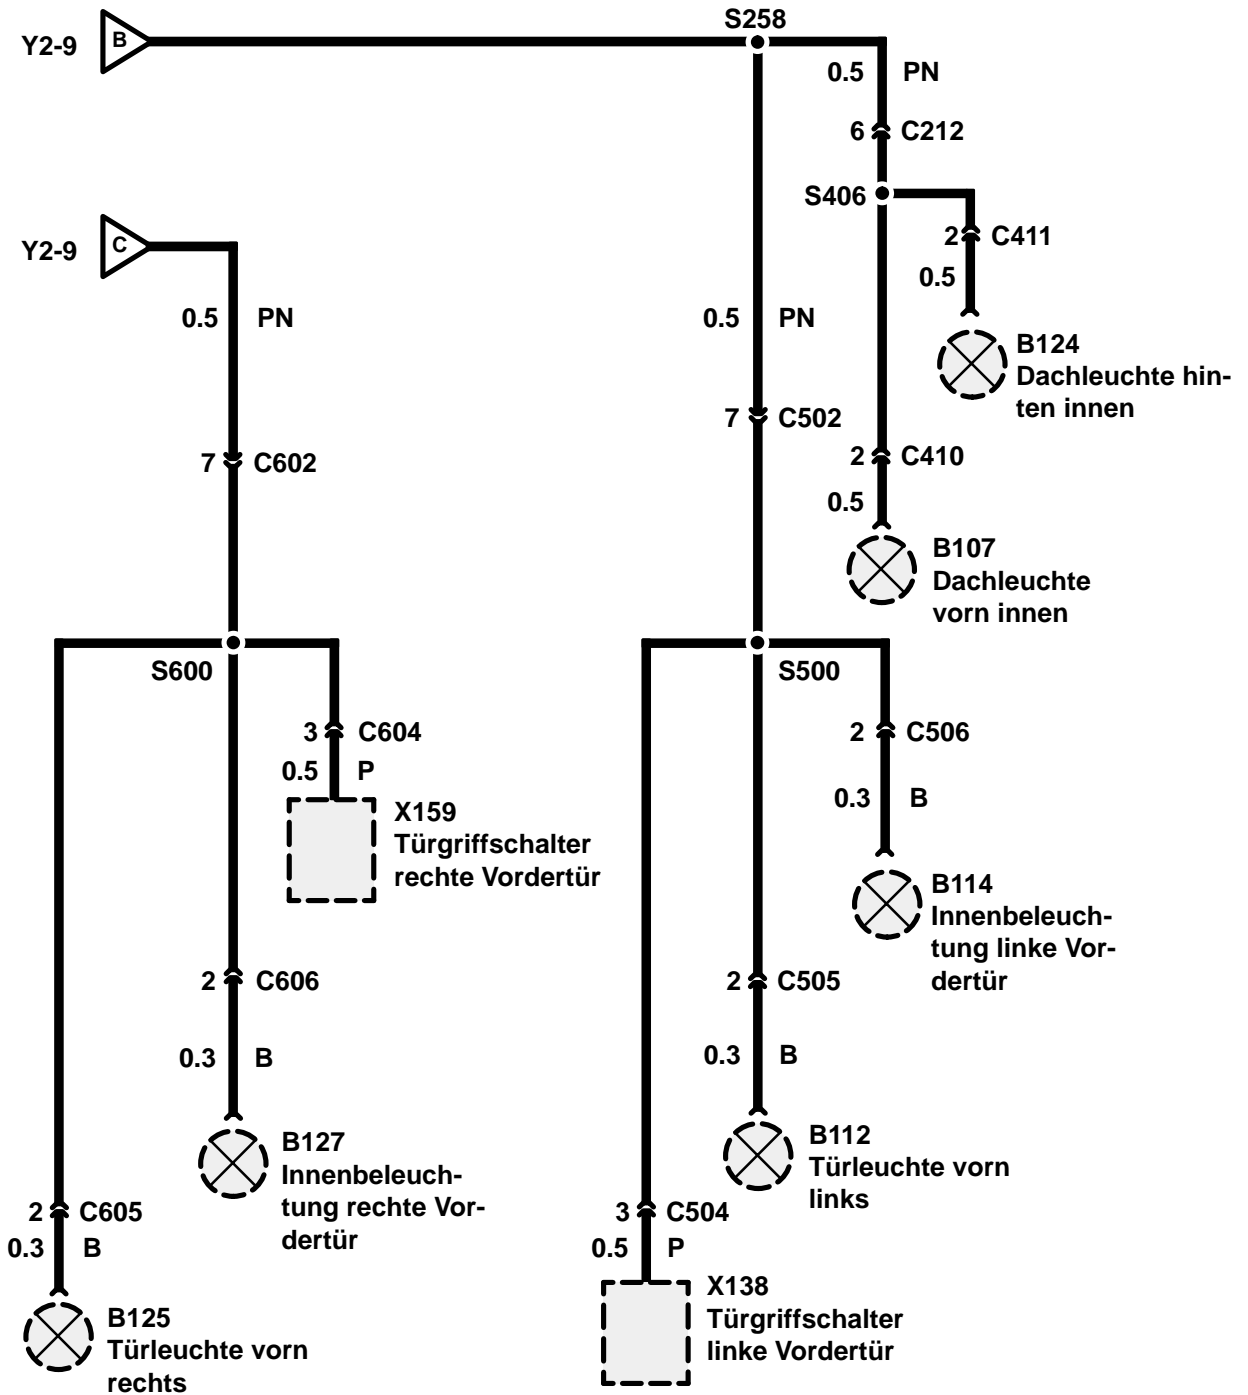 S258
Y2-9 B
0.5 PN
6 C212
S406
2 C411
0.5
Y2-9 C
0.5 PN
0.5 PN
B124
Dachleuchte hin-
ten innen
7 C502
7 C602
2 C410
0.5
B107
Dachleuchte
vorn innen
S600
S500
3 C604
0.5 P
2 C506
0.3 B
X159
Türgriffschalter
rechte Vordertür
B114
Innenbeleuch-
tung linke Vor-
dertür
2 C606
2 C505
0.3 B
0.3 B
B127
Innenbeleuch-
tung rechte Vor-
dertür
B112
Türleuchte vorn
links
2 C605
0.3 B
3 C504
0.5 P
B125
Türleuchte vorn
rechts
X138
Türgriffschalter
linke Vordertür